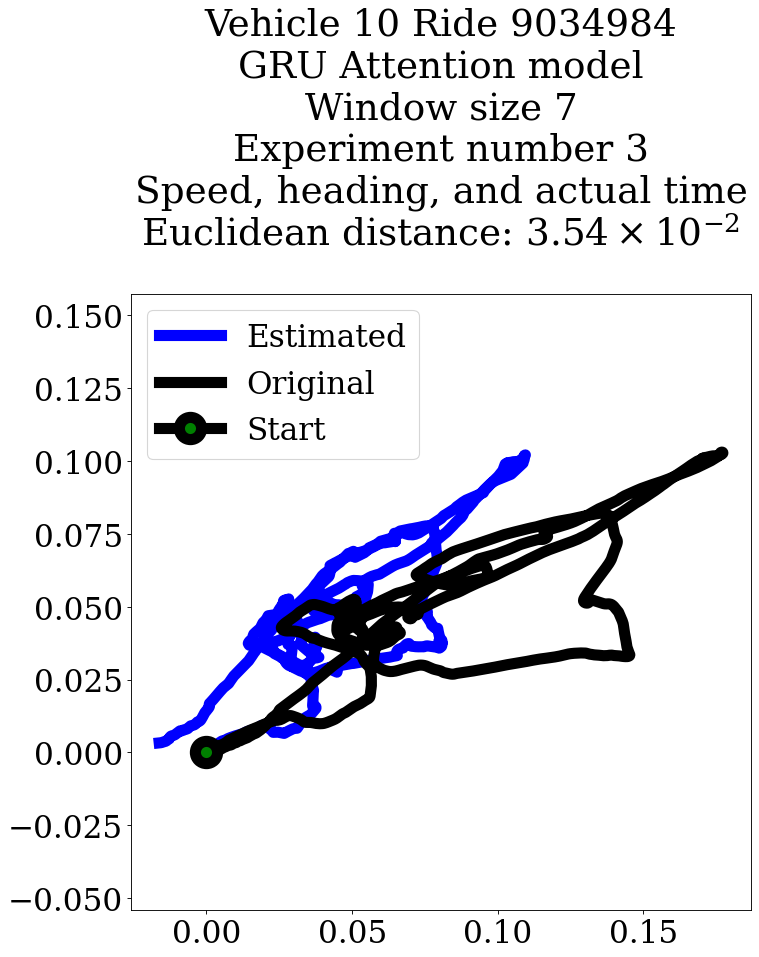 Vehicle 10 Ride 9034984
GRU Attention model
Window size 7
Experiment number 3
Speed, heading, and actual time
Euclidean distance: 3.54 × 10⁻²
Estimated
Original
Start
0.150
0.125
0.100
0.075
0.050
0.025
0.000
−0.025
−0.050
0.00 0.05 0.10 0.15